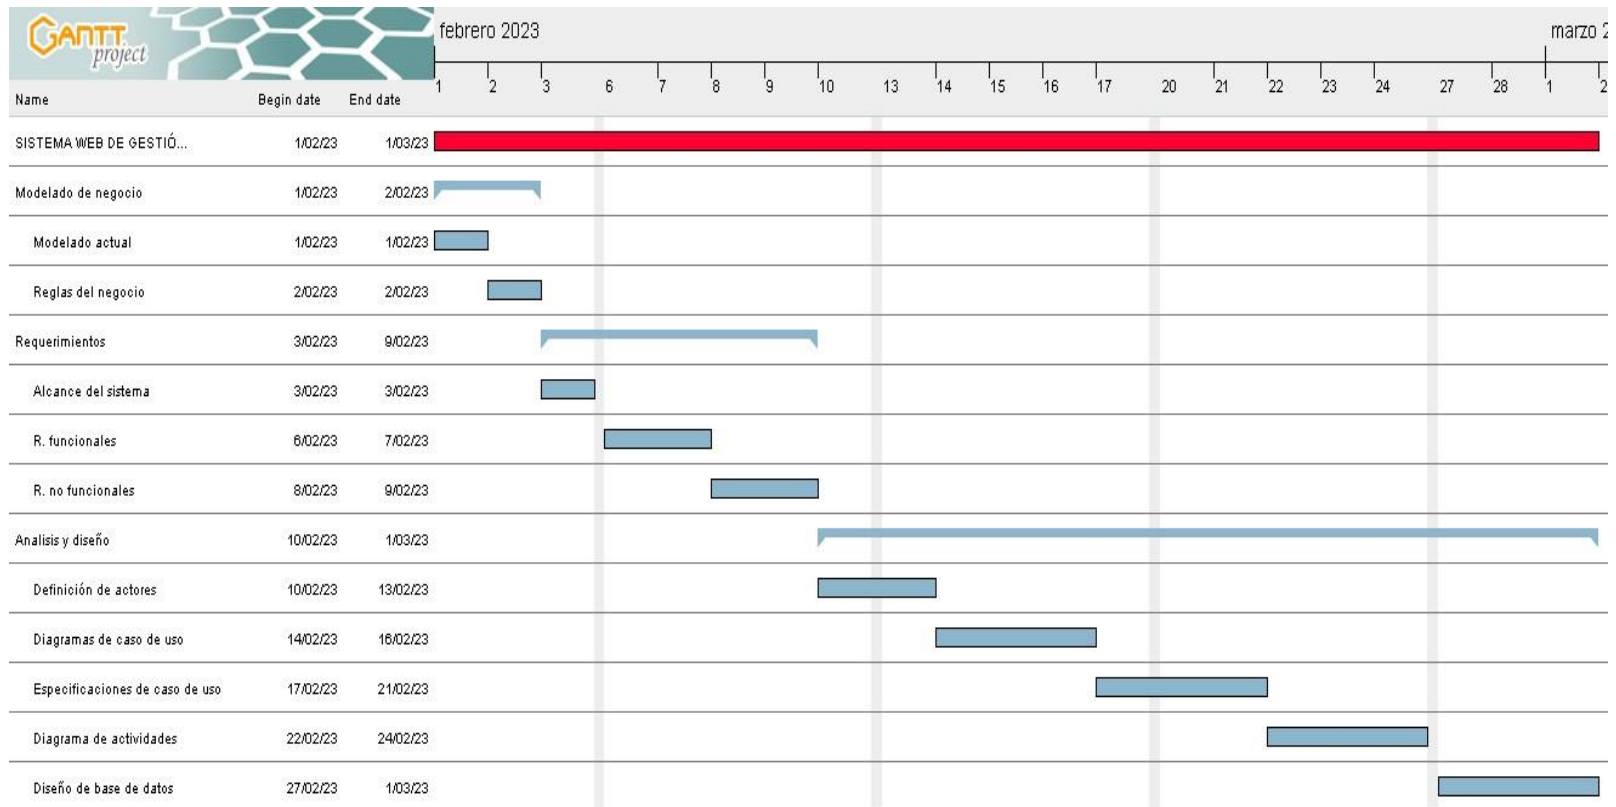 GANTT
project
febrero 2023
marzo 2
Name Begin date End date
1 2 3 6 7 8 9 10 13 14 15 16 17 20 21 22 23 24 27 28 1 2
SISTEMA WEB DE GESTIÓ... 1/02/23 1/03/23
Modelado de negocio 1/02/23 2/02/23
Modelado actual 1/02/23 1/02/23
Reglas del negocio 2/02/23 2/02/23
Requerimientos 3/02/23 9/02/23
Alcance del sistema 3/02/23 3/02/23
R. funcionales 6/02/23 7/02/23
R. no funcionales 8/02/23 9/02/23
Analisis y diseño 10/02/23 1/03/23
Definición de actores 10/02/23 13/02/23
Diagramas de caso de uso 14/02/23 16/02/23
Especificaciones de caso de uso 17/02/23 21/02/23
Diagrama de actividades 22/02/23 24/02/23
Diseño de base de datos 27/02/23 1/03/23